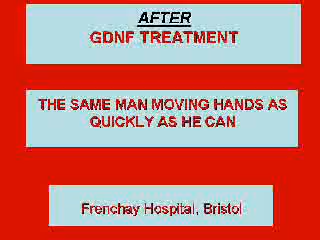 AFTER
GDNF TREATMENT
THE SAME MAN MOVING HANDS AS
QUICKLY AS HE CAN
Frenchay Hospital, Bristol